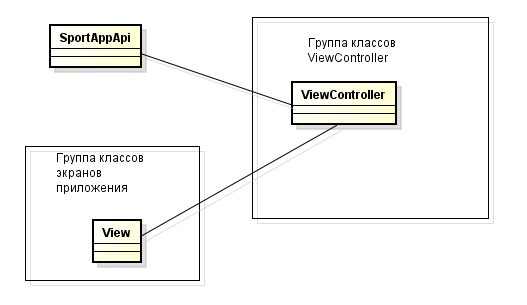 SportAppApi
Группа классов
ViewController
ViewController
Группа классов
экранов
приложения
View